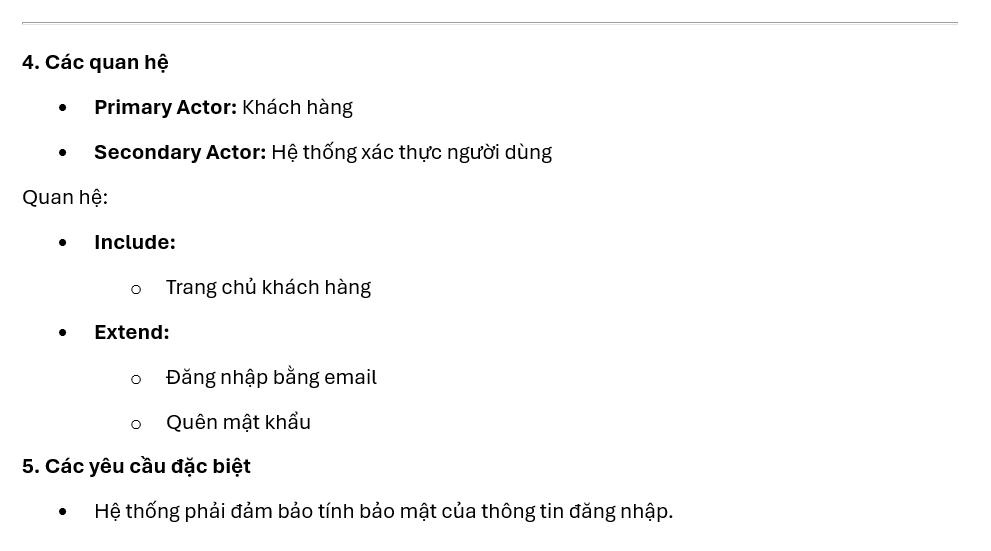 4. Các quan hệ
• Primary Actor: Khách hàng
• Secondary Actor: Hệ thống xác thực người dùng
Quan hệ:
• Include:
o Trang chủ khách hàng
• Extend:
o Đăng nhập bằng email
o Quên mật khẩu
5. Các yêu cầu đặc biệt
• Hệ thống phải đảm bảo tính bảo mật của thông tin đăng nhập.